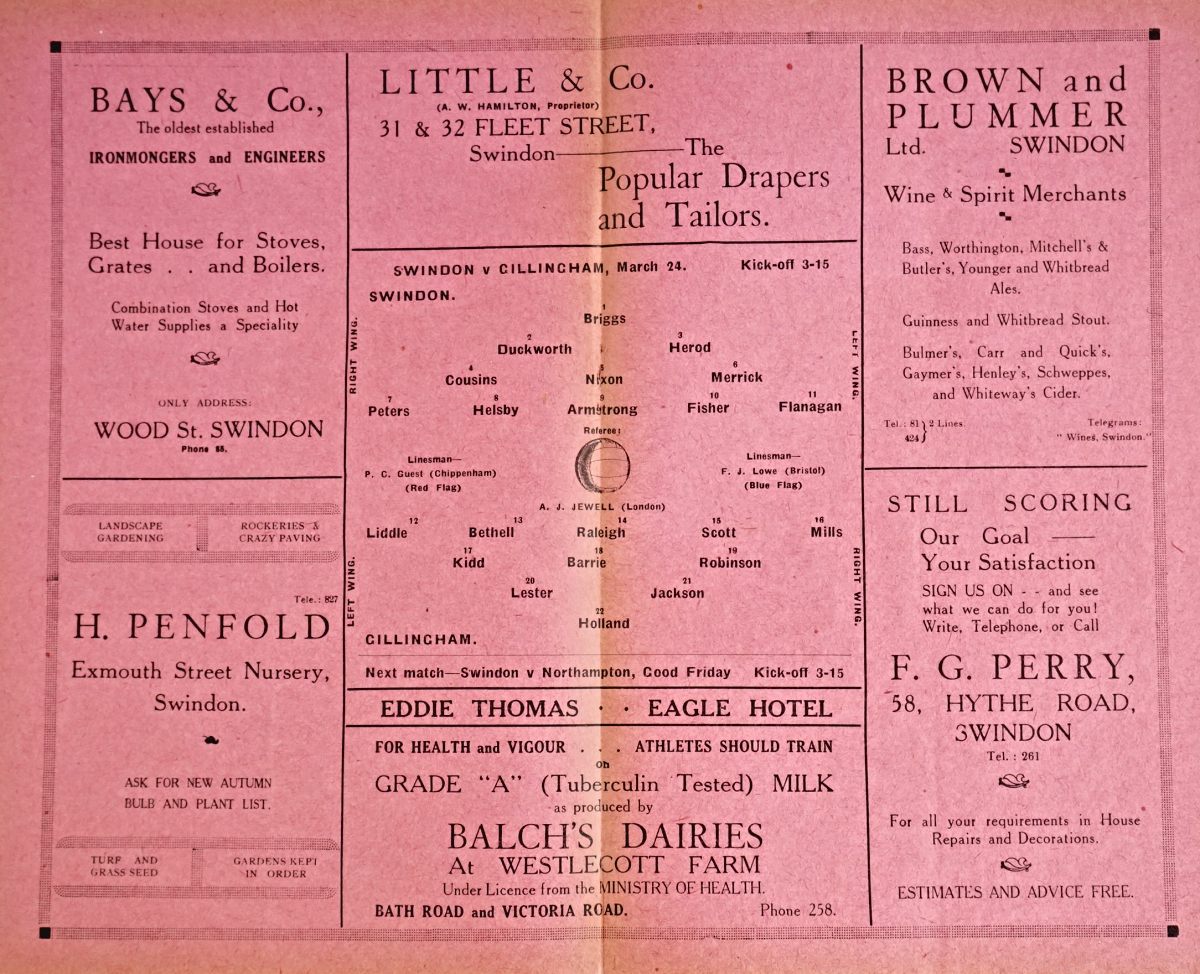 BAYS & Co.,
The oldest established
IRONMONGERS and ENGINEERS
Best House for Stoves,
Grates . . and Boilers.
Combination Stoves and Hot
Water Supplies a Speciality
ONLY ADDRESS:
WOOD St. SWINDON
Phone 55.
LANDSCAPE
GARDENING
ROCKERIES &
CRAZY PAVING
Tele.: 827
H. PENFOLD
Exmouth Street Nursery,
Swindon.
ASK FOR NEW AUTUMN
BULB AND PLANT LIST.
TURF AND
GRASS SEED
GARDENS KEPT
IN ORDER
LITTLE & Co.
(A. W. HAMILTON, Proprietor)
31 & 32 FLEET STREET,
Swindon——The
Popular Drapers
and Tailors.
SWINDON v GILLINGHAM, March 24. Kick-off 3-15
SWINDON.
RIGHT WING.
LEFT WING.
1
Briggs
2 3
Duckworth Herod
4 5 6
Cousins Nixon Merrick
7 8 9 10 11
Peters Helsby Armstrong Fisher Flanagan
Referee:
Linesman— Linesman—
P. C. Guest (Chippenham) F. J. Lowe (Bristol)
(Red Flag) (Blue Flag)
A. J. JEWELL (London)
12 13 14 15 16
Liddle Bethell Raleigh Scott Mills
17 18 19
Kidd Barrie Robinson
20 21
Lester Jackson
22
Holland
LEFT WING.
RIGHT WING.
GILLINGHAM.
Next match—Swindon v Northampton, Good Friday Kick-off 3-15
EDDIE THOMAS · · EAGLE HOTEL
FOR HEALTH and VIGOUR . . . ATHLETES SHOULD TRAIN
on
GRADE "A" (Tuberculin Tested) MILK
as produced by
BALCH'S DAIRIES
At WESTLECOTT FARM
Under Licence from the MINISTRY OF HEALTH.
BATH ROAD and VICTORIA ROAD. Phone 258.
BROWN and
PLUMMER
Ltd. SWINDON
Wine & Spirit Merchants
Bass, Worthington, Mitchell's &
Butler's, Younger and Whitbread
Ales.
Guinness and Whitbread Stout.
Bulmer's, Carr and Quick's,
Gaymer's, Henley's, Schweppes,
and Whiteway's Cider.
Tel.: 81 } 2 Lines. Telegrams:
424 } "Wines, Swindon."
STILL SCORING
Our Goal ——
Your Satisfaction
SIGN US ON - - and see
what we can do for you!
Write, Telephone, or Call
F. G. PERRY,
58, HYTHE ROAD,
SWINDON
Tel.: 261
For all your requirements in House
Repairs and Decorations.
ESTIMATES AND ADVICE FREE.